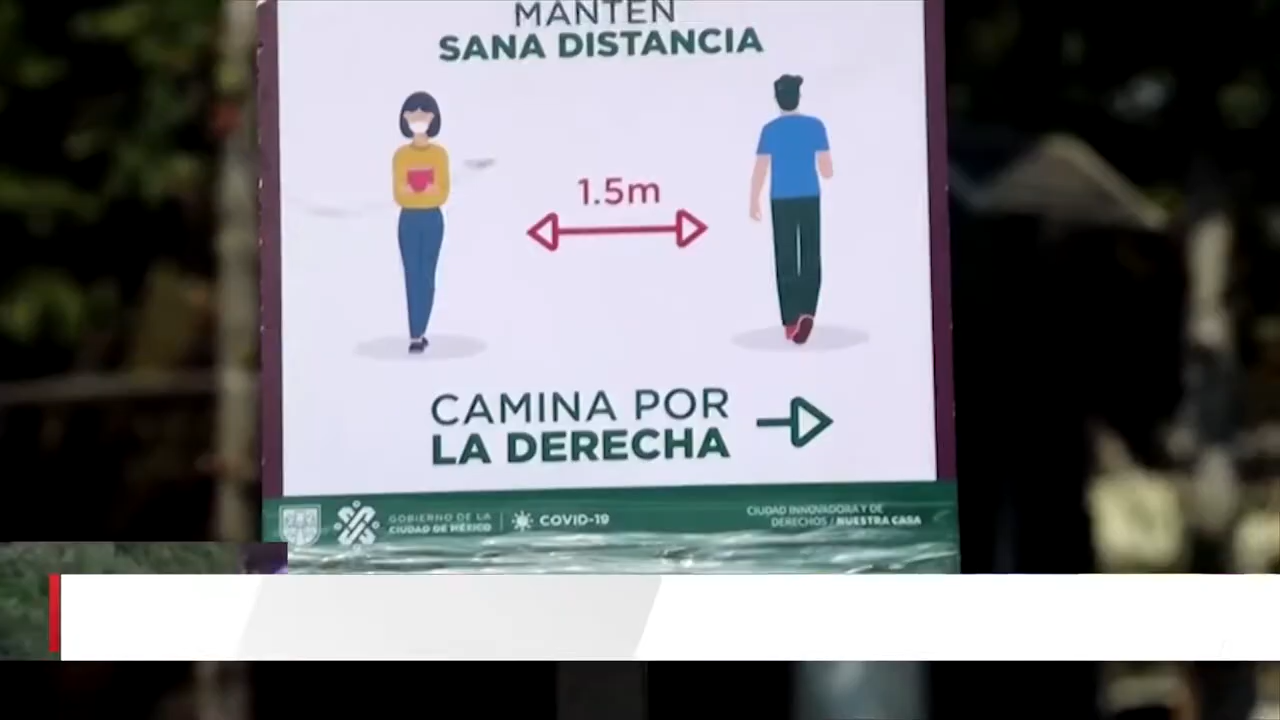 MANTÉN
SANA DISTANCIA
1.5m
CAMINA POR
LA DERECHA
GOBIERNO DE LA
CIUDAD DE MÉXICO
COVID-19
CIUDAD INNOVADORA Y DE
DERECHOS / NUESTRA CASA